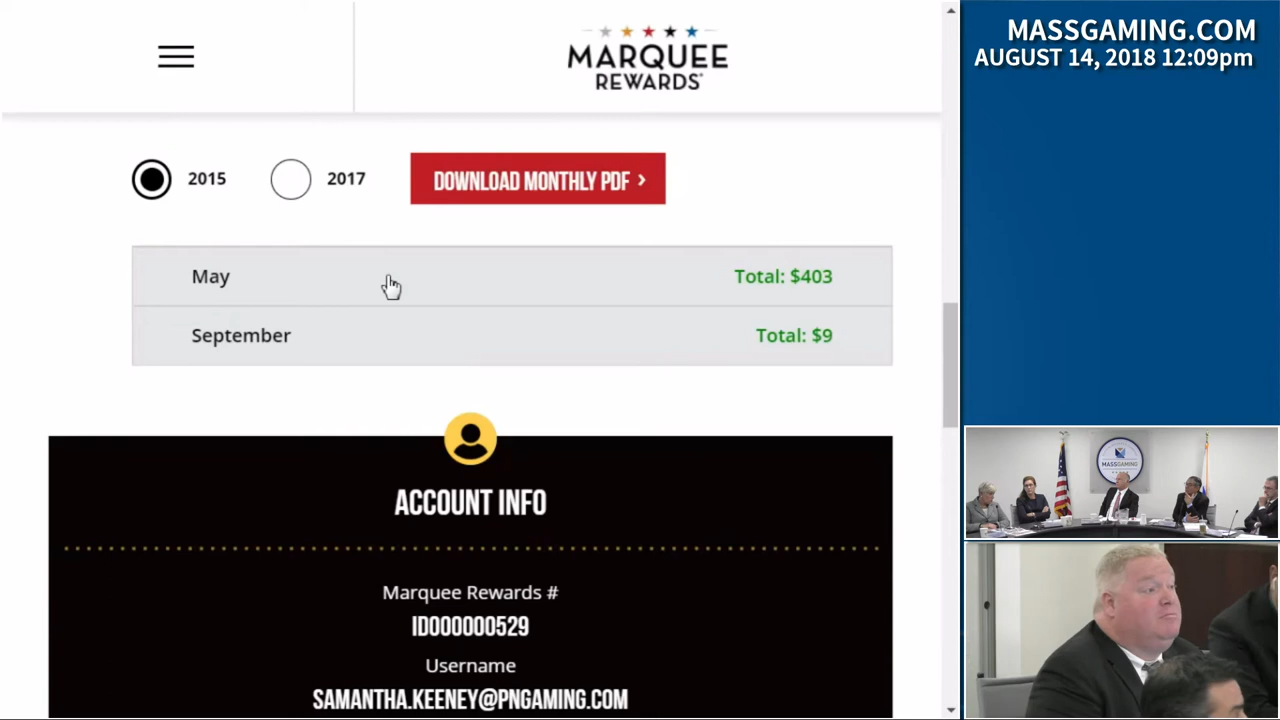 MARQUEE
REWARDS®
2015
2017
DOWNLOAD MONTHLY PDF >
May
Total: $403
September
Total: $9
ACCOUNT INFO
Marquee Rewards #
ID000000529
Username
SAMANTHA.KEENEY@PNGAMING.COM
MASSGAMING.COM
AUGUST 14, 2018 12:09pm
MASSGAMING